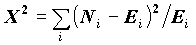 X² = ∑ᵢ(Nᵢ − Eᵢ)²/Eᵢ